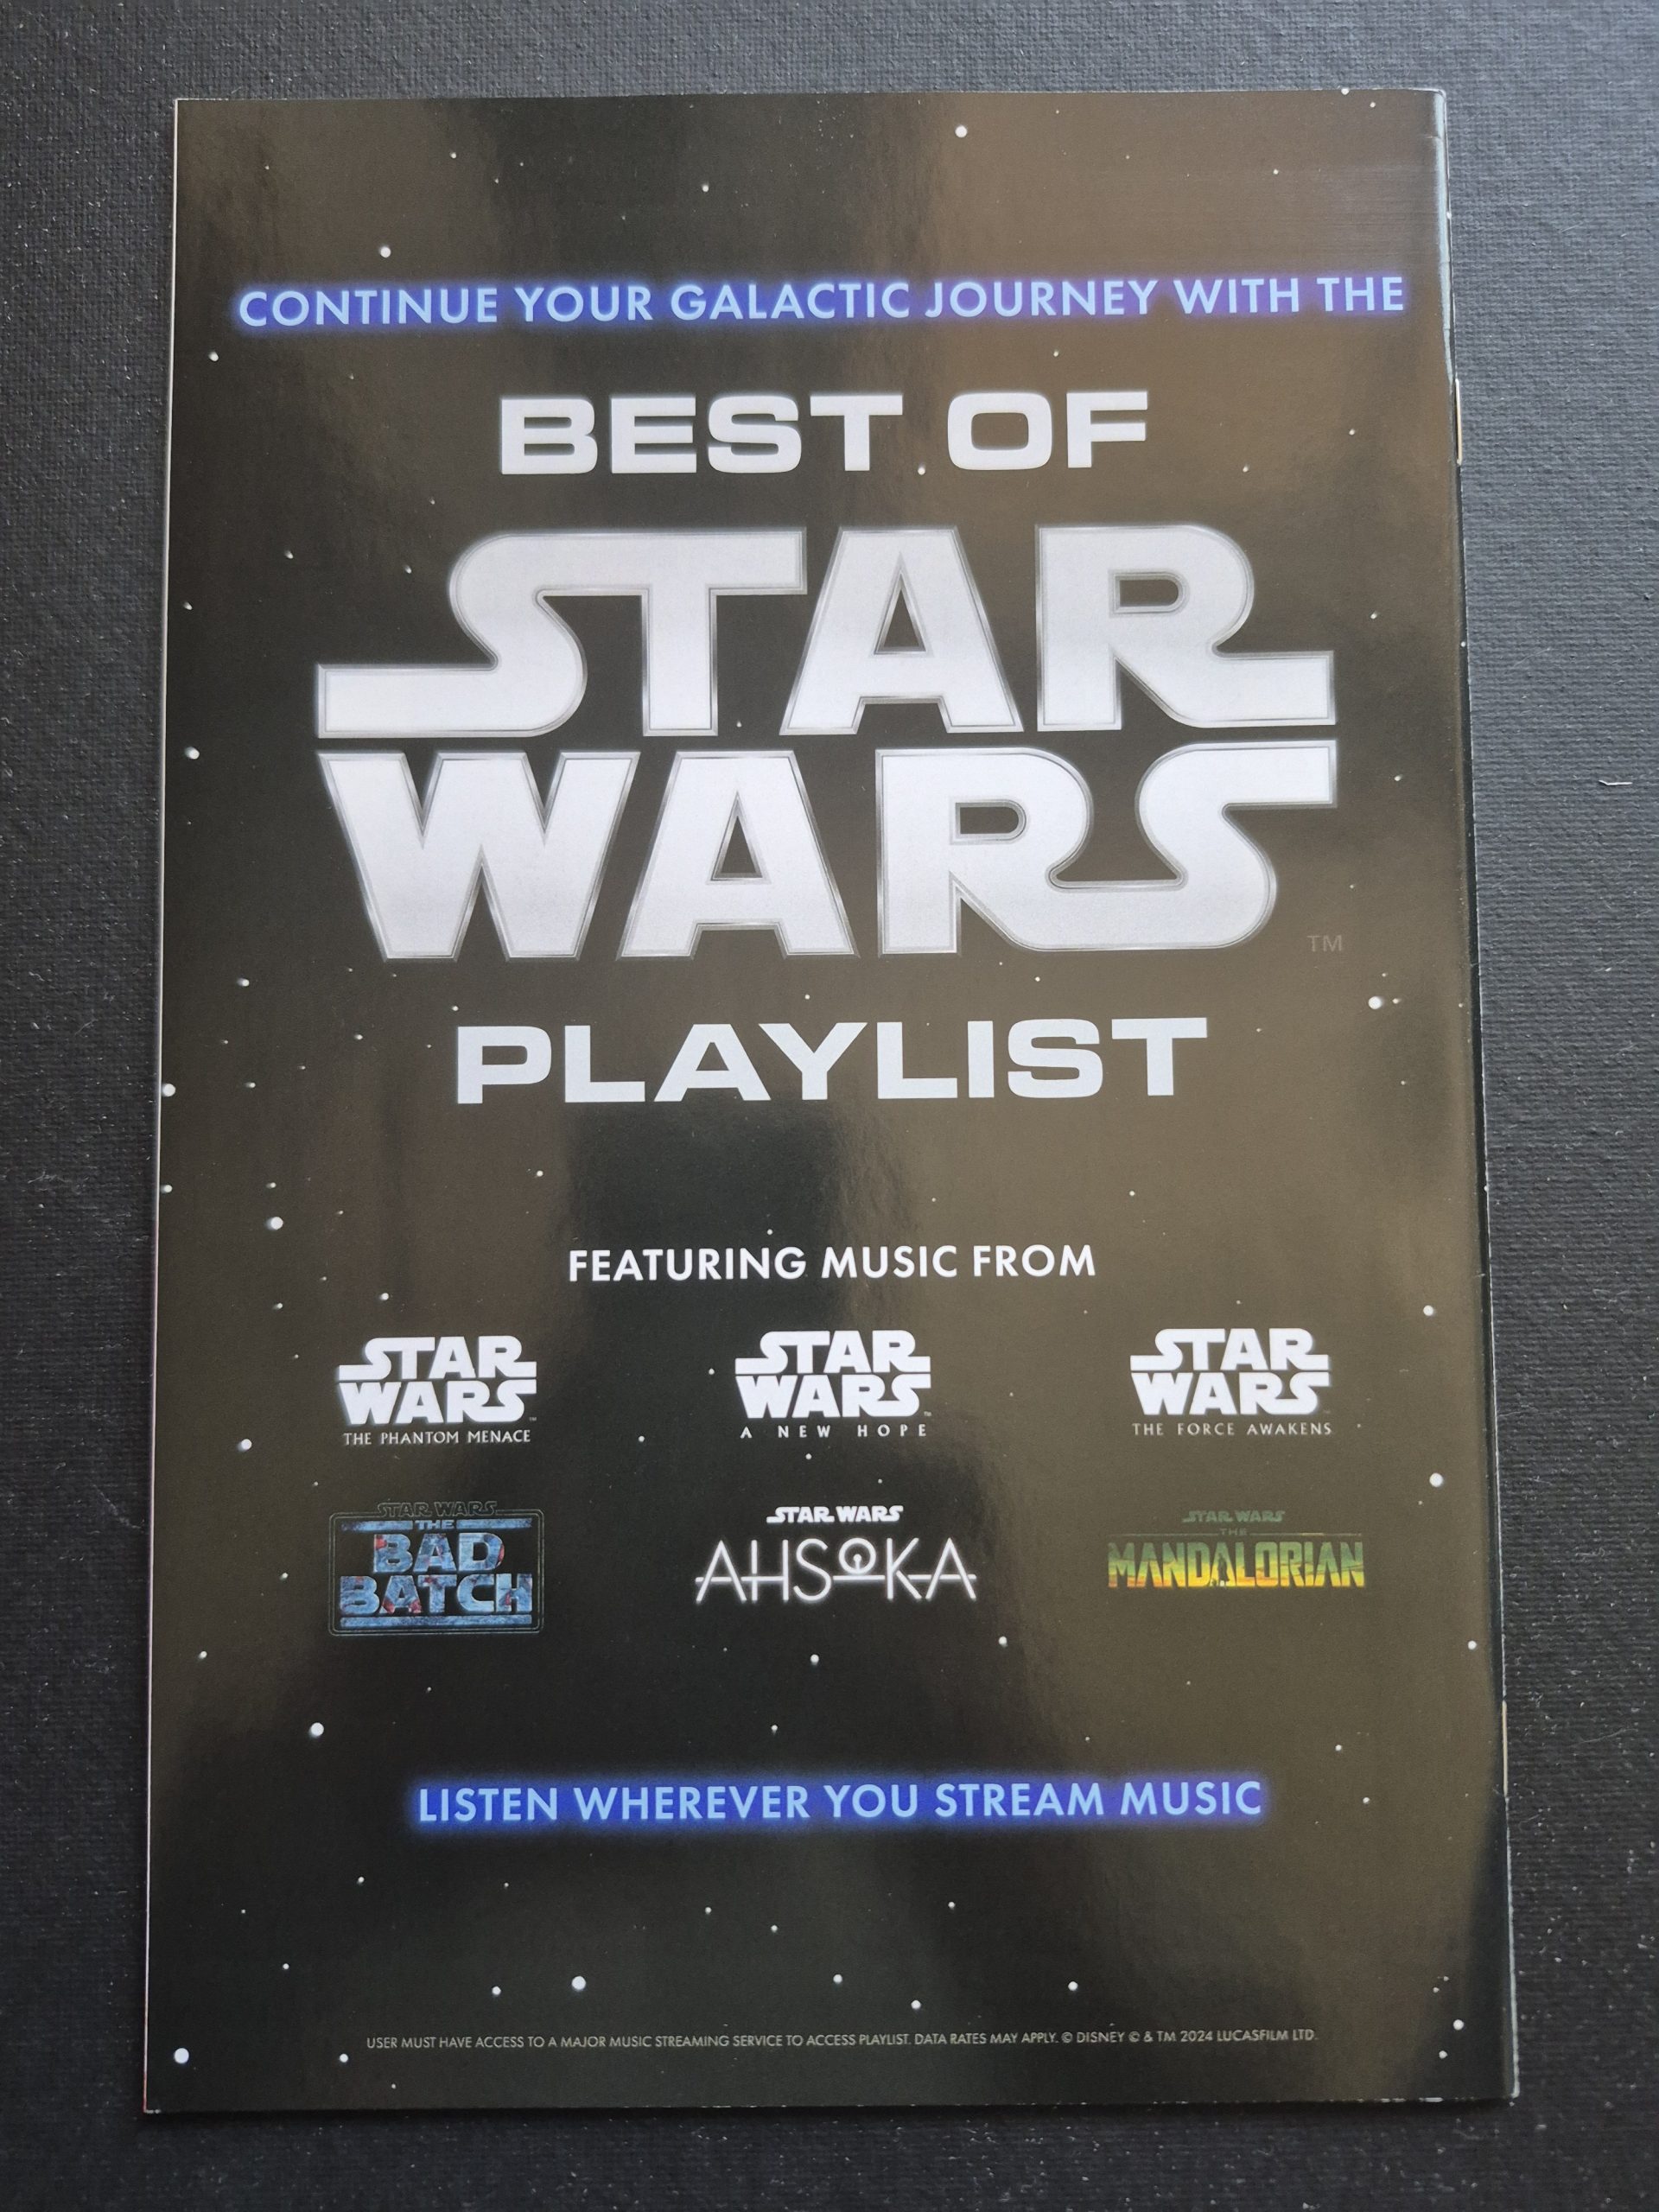 CONTINUE YOUR GALACTIC JOURNEY WITH THE
BEST OF
STAR
WARS
TM
PLAYLIST
FEATURING MUSIC FROM
STAR
WARS
THE PHANTOM MENACE
STAR
WARS
A NEW HOPE
STAR
WARS
THE FORCE AWAKENS
STAR WARS
THE
BAD
BATCH
STAR WARS
AHSOKA
STAR WARS
THE
MANDALORIAN
LISTEN WHEREVER YOU STREAM MUSIC
USER MUST HAVE ACCESS TO A MAJOR MUSIC STREAMING SERVICE TO ACCESS PLAYLIST. DATA RATES MAY APPLY. © DISNEY © & TM 2024 LUCASFILM LTD.